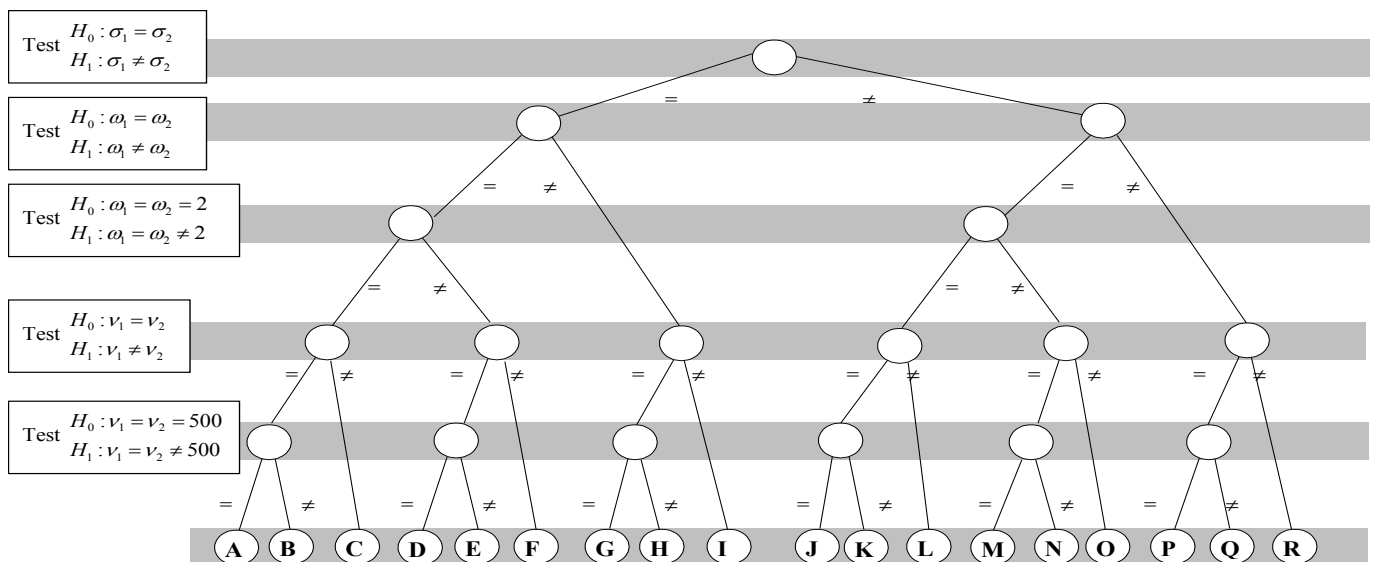 Test H₀ : σ₁ = σ₂
H₁ : σ₁ ≠ σ₂
= ≠
Test H₀ : ω₁ = ω₂
H₁ : ω₁ ≠ ω₂
= ≠ = ≠
Test H₀ : ω₁ = ω₂ = 2
H₁ : ω₁ = ω₂ ≠ 2
= ≠ = ≠
Test H₀ : ν₁ = ν₂
H₁ : ν₁ ≠ ν₂
= ≠ = ≠ = ≠ = ≠ = ≠ = ≠
Test H₀ : ν₁ = ν₂ = 500
H₁ : ν₁ = ν₂ ≠ 500
= ≠ = ≠ = ≠ = ≠ = ≠ = ≠
A B C D E F G H I J K L M N O P Q R